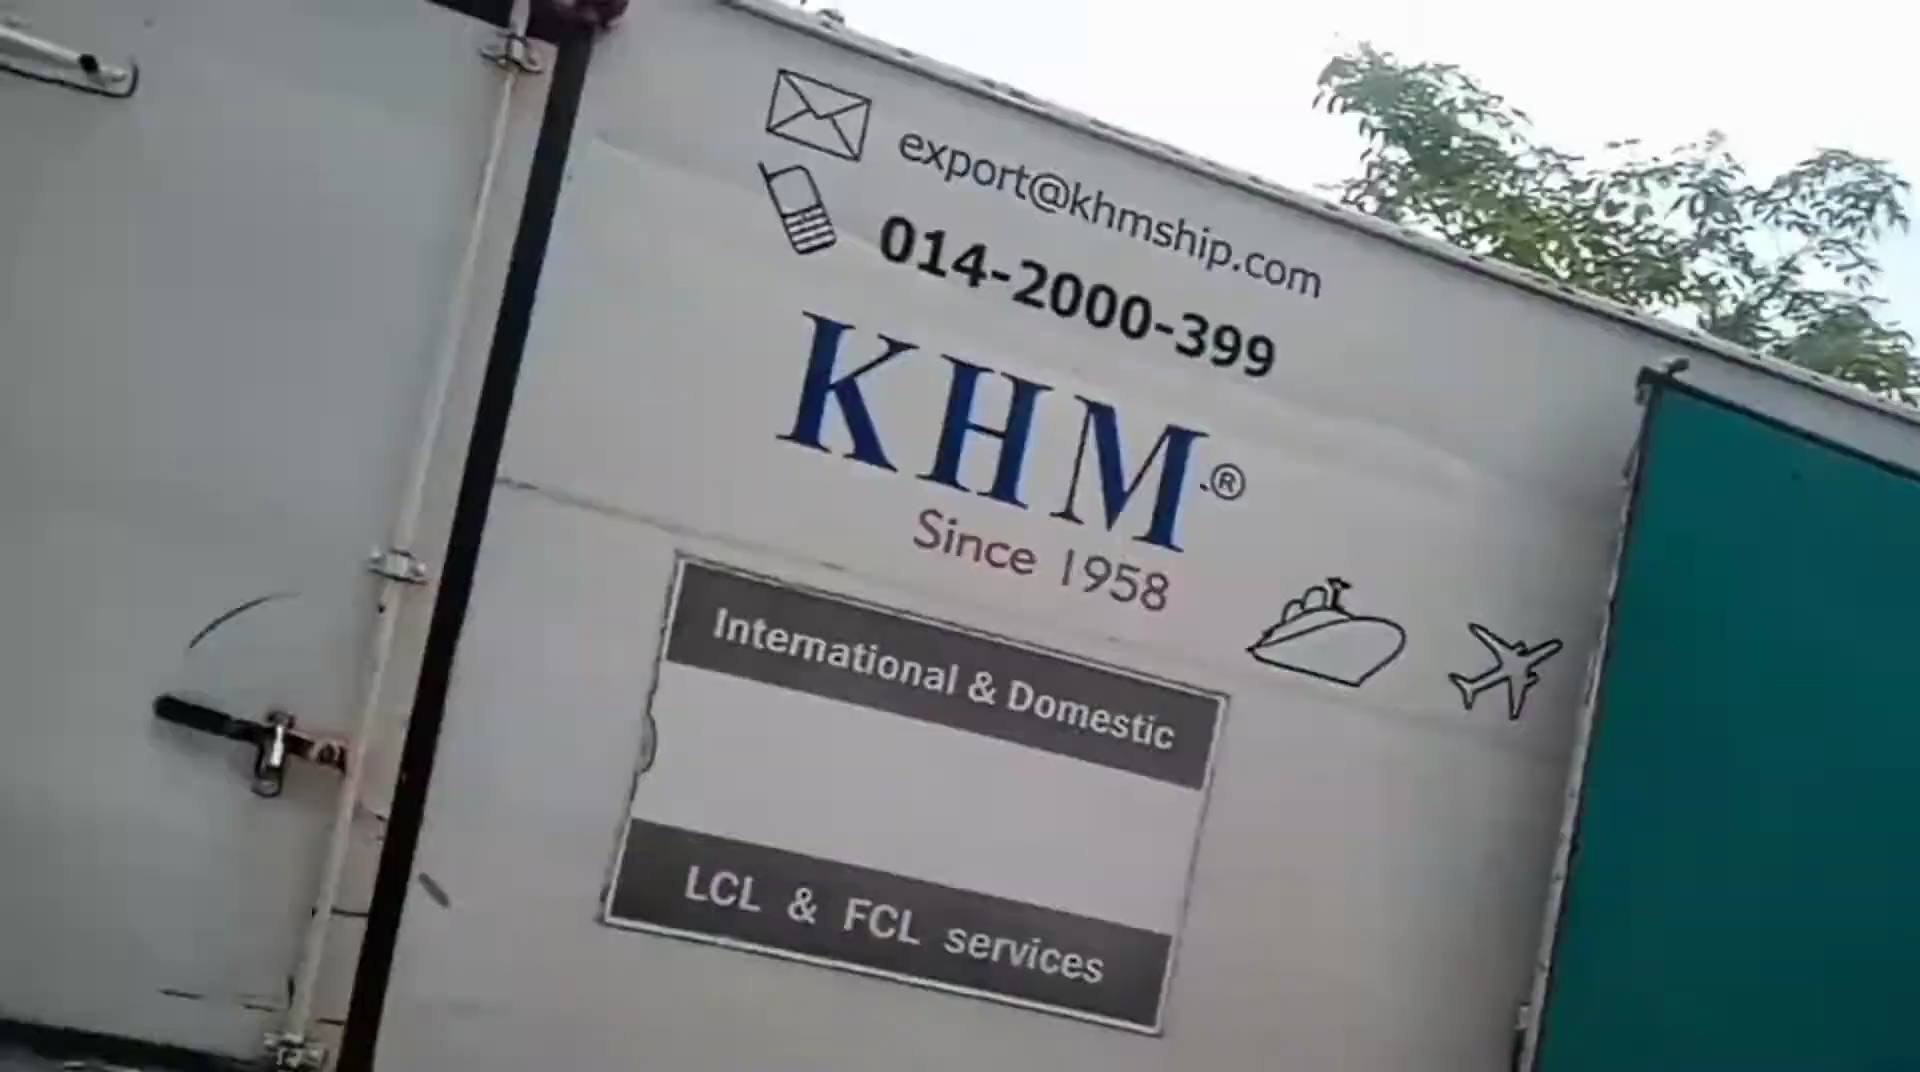 export@khmship.com
014-2000-399
KHM®
Since 1958
International & Domestic
LCL & FCL services